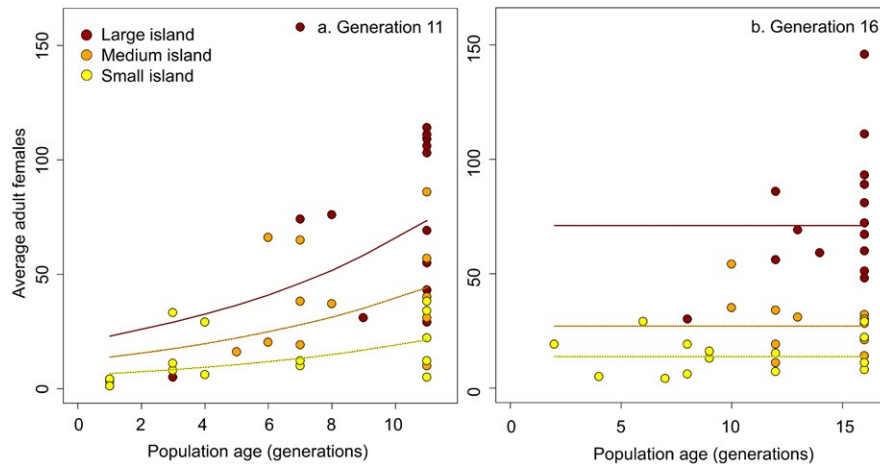 a. Generation 11
Large island
Medium island
Small island
Average adult females
0
50
100
150
0
2
4
6
8
10
Population age (generations)
b. Generation 16
0
50
100
150
0
5
10
15
Population age (generations)